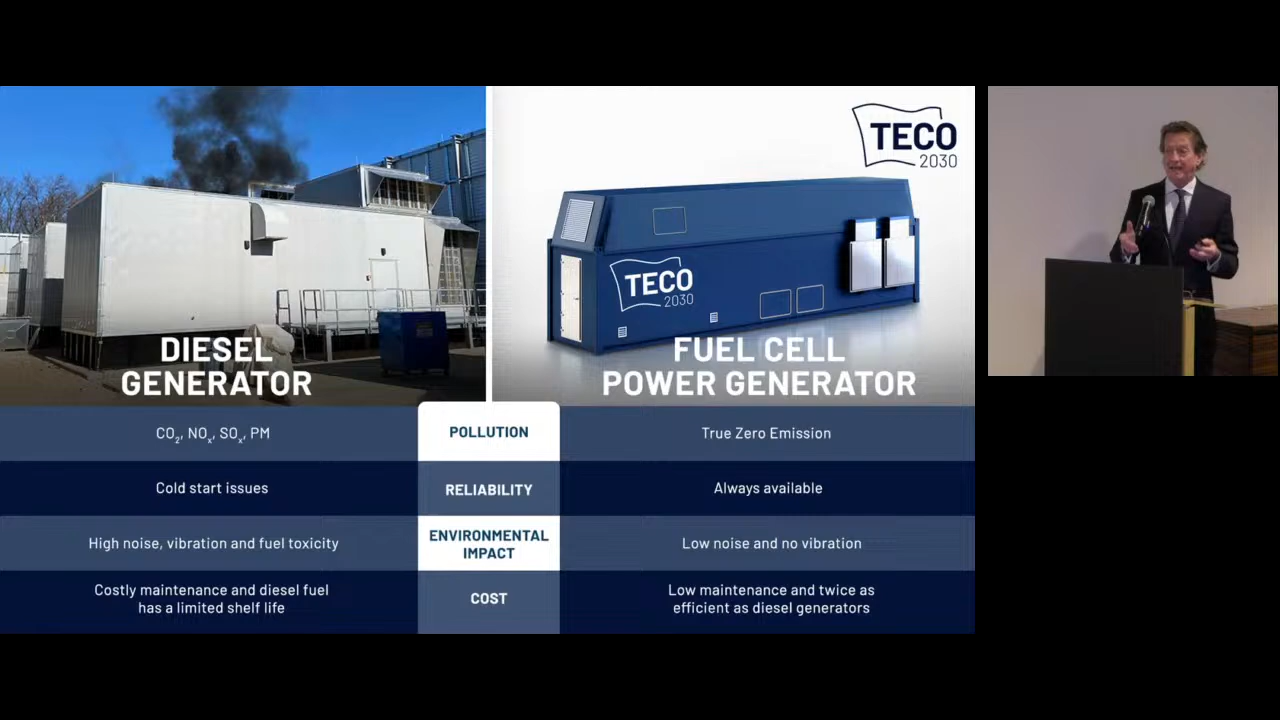 TECO
2030
TECO
2030
DIESEL
GENERATOR
FUEL CELL
POWER GENERATOR
CO₂, NOₓ, SOₓ, PM
POLLUTION
True Zero Emission
Cold start issues
RELIABILITY
Always available
High noise, vibration and fuel toxicity
ENVIRONMENTAL
IMPACT
Low noise and no vibration
Costly maintenance and diesel fuel
has a limited shelf life
COST
Low maintenance and twice as
efficient as diesel generators